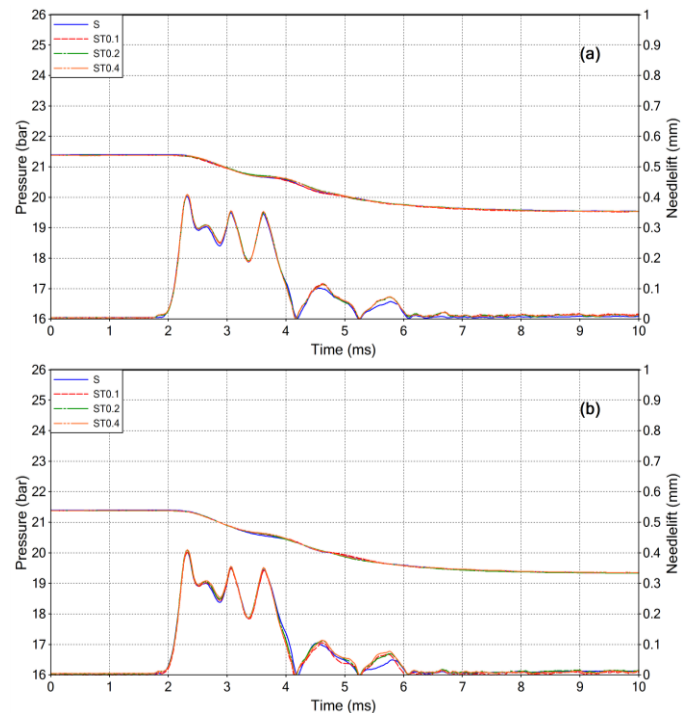 26
25
24
23
22
21
20
19
18
17
16
Pressure (bar)
S
ST0.1
ST0.2
ST0.4
(a)
1
0.9
0.8
0.7
0.6
0.5
0.4
0.3
0.2
0.1
0
Needlelift (mm)
0 1 2 3 4 5 6 7 8 9 10
Time (ms)
26
25
24
23
22
21
20
19
18
17
16
Pressure (bar)
S
ST0.1
ST0.2
ST0.4
(b)
1
0.9
0.8
0.7
0.6
0.5
0.4
0.3
0.2
0.1
0
Needlelift (mm)
0 1 2 3 4 5 6 7 8 9 10
Time (ms)